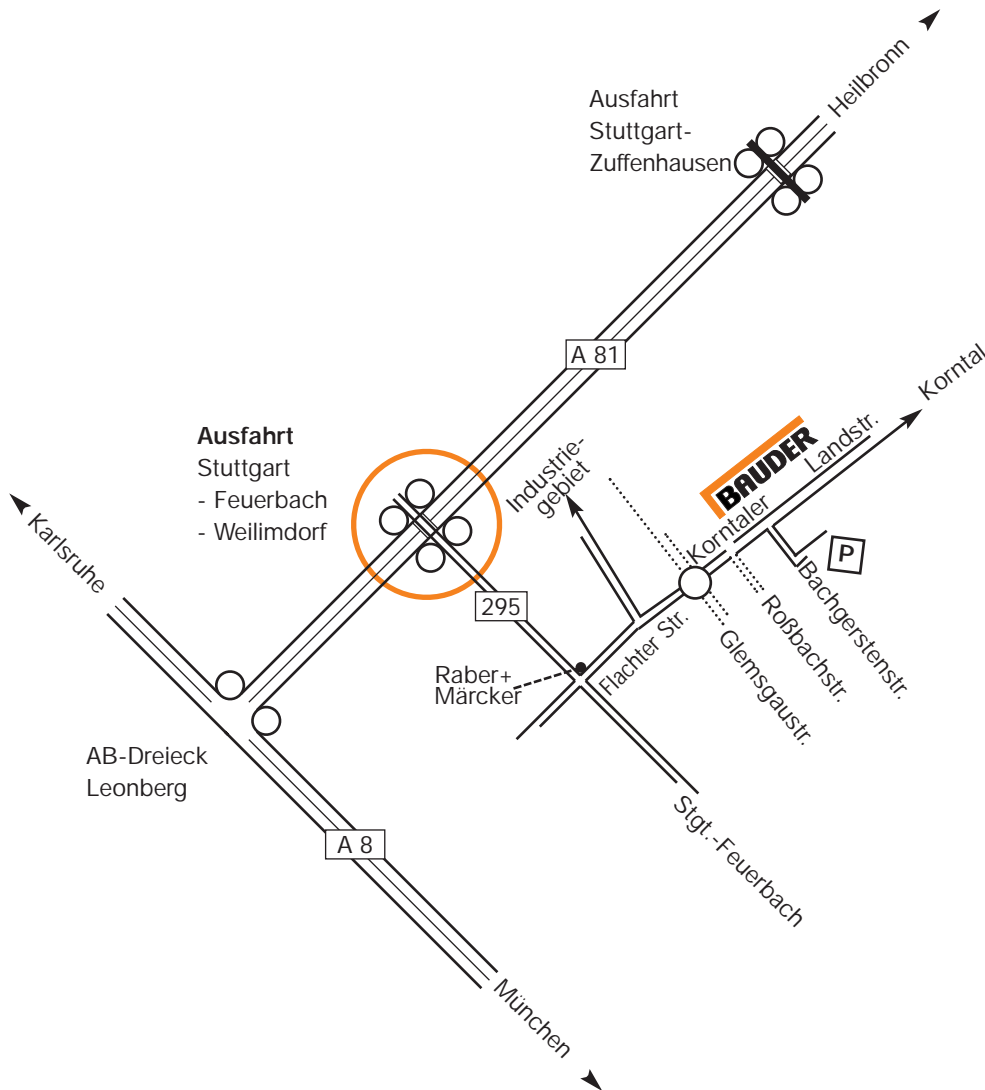 Heilbronn
Ausfahrt
Stuttgart-
Zuffenhausen
A 81
Korntal
Ausfahrt
Stuttgart
- Feuerbach
- Weilimdorf
BAUDER
Industrie-
gebiet
Korntaler Landstr.
Karlsruhe
P
295
Flachter Str.
Bachgerstenstr.
Roßbachstr.
Glemsgaustr.
Raber+
Märcker
AB-Dreieck
Leonberg
A 8
Stgt.-Feuerbach
München